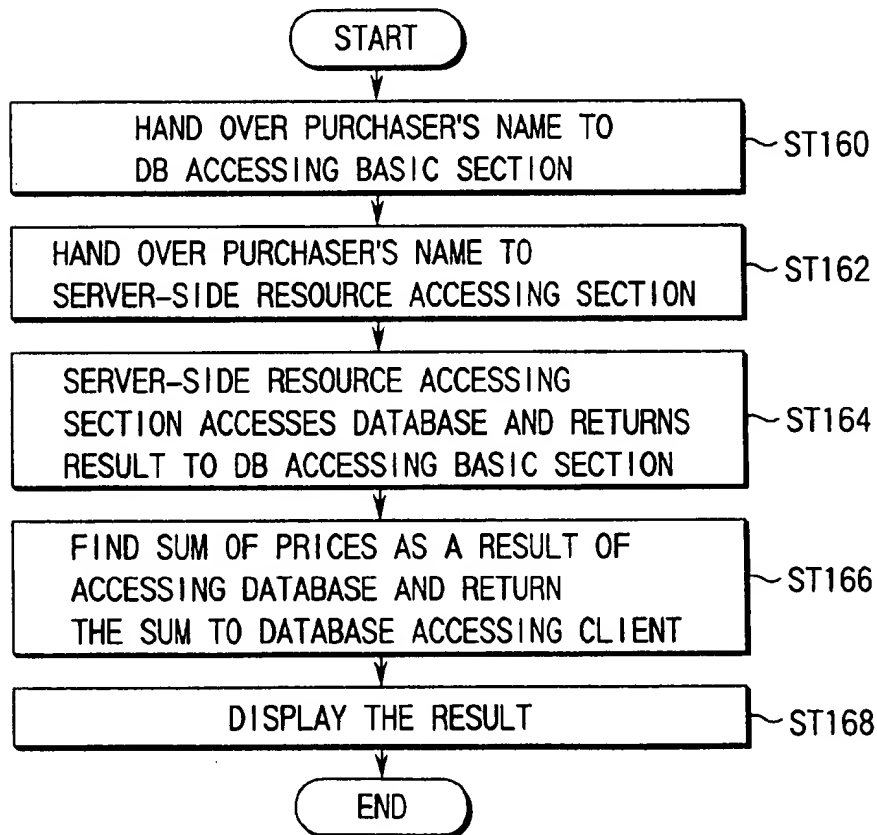 START
HAND OVER PURCHASER'S NAME TO
DB ACCESSING BASIC SECTION
ST160
HAND OVER PURCHASER'S NAME TO
SERVER-SIDE RESOURCE ACCESSING SECTION
ST162
SERVER-SIDE RESOURCE ACCESSING
SECTION ACCESSES DATABASE AND RETURNS
RESULT TO DB ACCESSING BASIC SECTION
ST164
FIND SUM OF PRICES AS A RESULT OF
ACCESSING DATABASE AND RETURN
THE SUM TO DATABASE ACCESSING CLIENT
ST166
DISPLAY THE RESULT
ST168
END